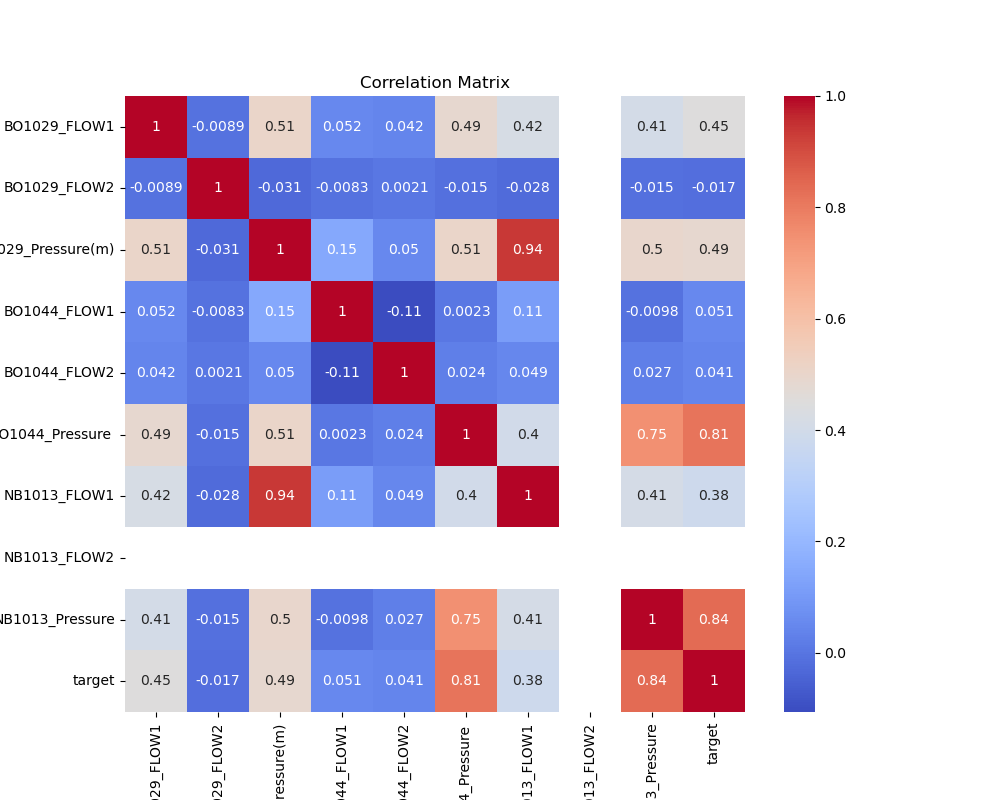 Correlation Matrix
BO1029_FLOW1 1 -0.0089 0.51 0.052 0.042 0.49 0.42 0.41 0.45
BO1029_FLOW2 -0.0089 1 -0.031 -0.0083 0.0021 -0.015 -0.028 -0.015 -0.017
029_Pressure(m) 0.51 -0.031 1 0.15 0.05 0.51 0.94 0.5 0.49
BO1044_FLOW1 0.052 -0.0083 0.15 1 -0.11 0.0023 0.11 -0.0098 0.051
BO1044_FLOW2 0.042 0.0021 0.05 -0.11 1 0.024 0.049 0.027 0.041
O1044_Pressure 0.49 -0.015 0.51 0.0023 0.024 1 0.4 0.75 0.81
NB1013_FLOW1 0.42 -0.028 0.94 0.11 0.049 0.4 1 0.41 0.38
NB1013_FLOW2
NB1013_Pressure 0.41 -0.015 0.5 -0.0098 0.027 0.75 0.41 1 0.84
target 0.45 -0.017 0.49 0.051 0.041 0.81 0.38 0.84 1
029_FLOW1
029_FLOW2
ressure(m)
044_FLOW1
044_FLOW2
4_Pressure
013_FLOW1
013_FLOW2
3_Pressure
target
1.0
0.8
0.6
0.4
0.2
0.0